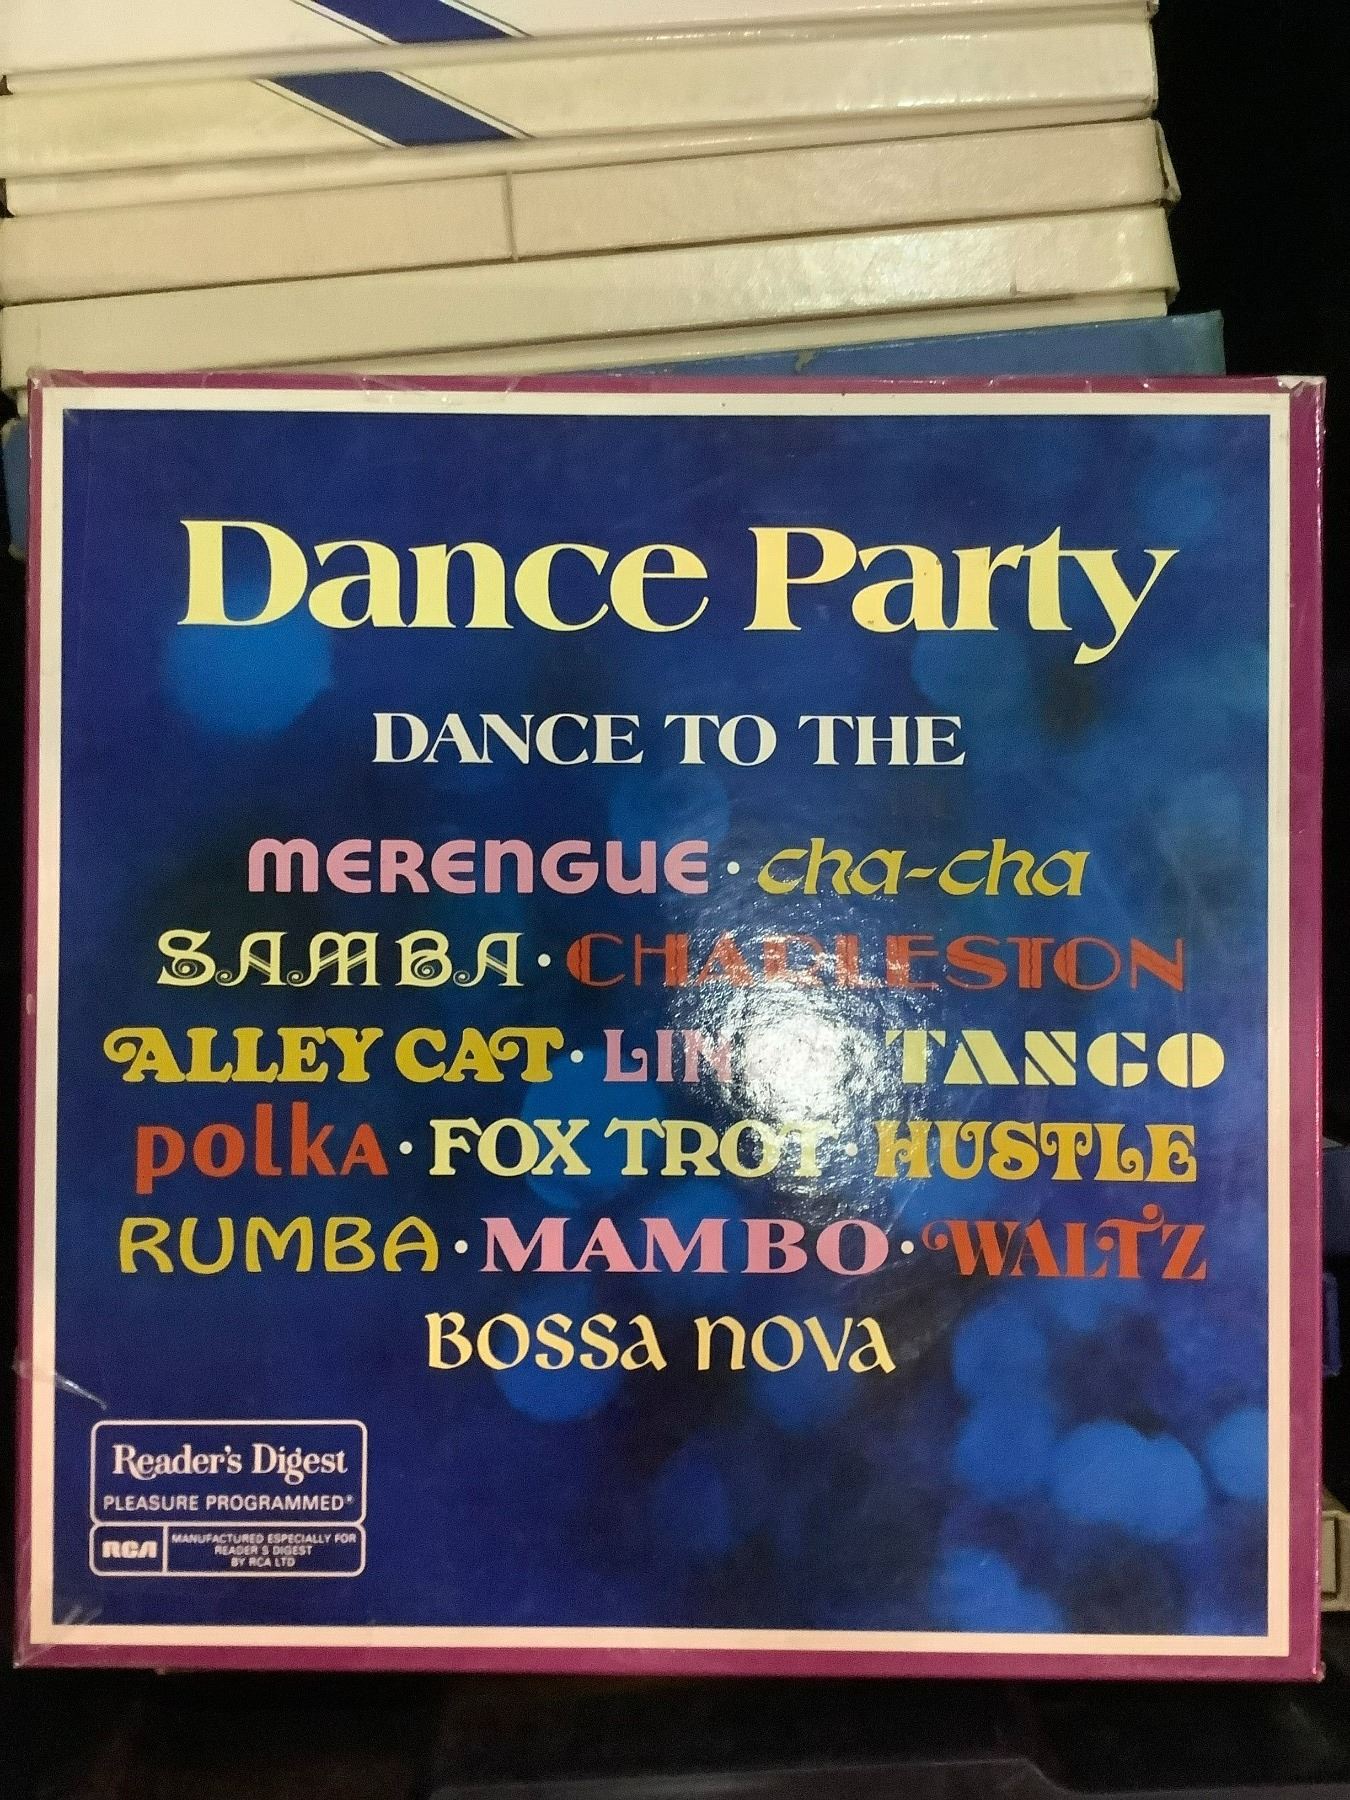 Dance Party
DANCE TO THE
MERENGUE · cha-cha
SAMBA · CHARLESTON
ALLEY CAT · TANGO
POLKA · FOX TROT · HUSTLE
RUMBA · MAMBO · WALTZ
BOSSA NOVA
Reader's Digest
PLEASURE PROGRAMMED®
RCA
MANUFACTURED ESPECIALLY FOR
READER'S DIGEST
BY RCA LTD